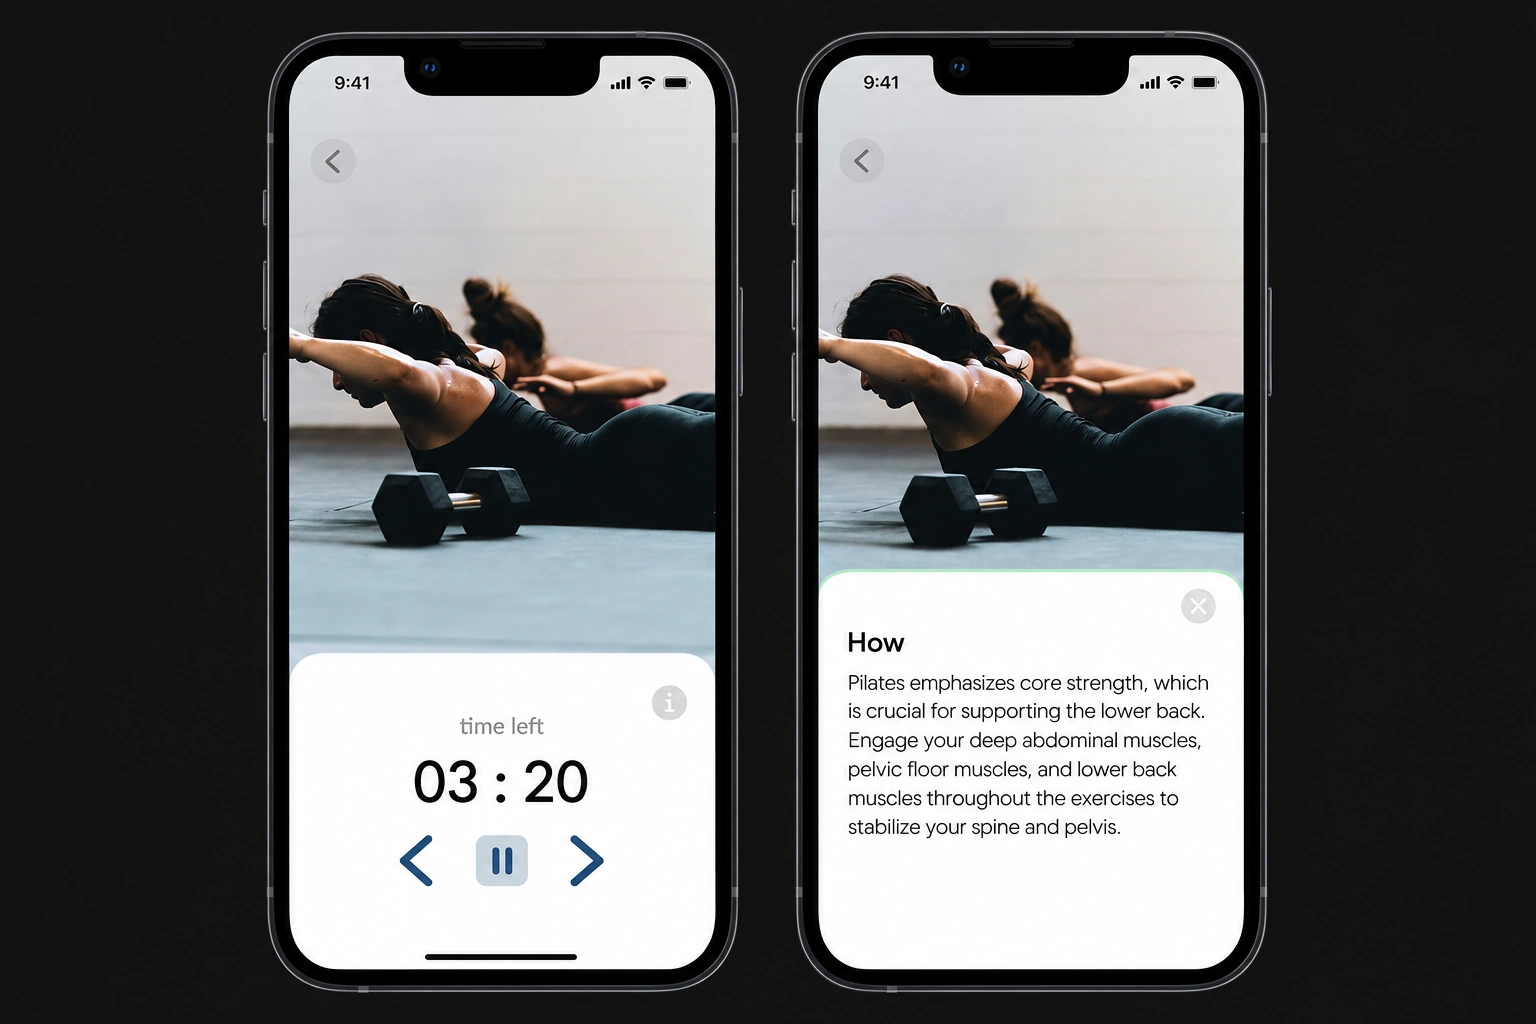 9:41
time left
03 : 20
9:41
How
Pilates emphasizes core strength, which
is crucial for supporting the lower back.
Engage your deep abdominal muscles,
pelvic floor muscles, and lower back
muscles throughout the exercises to
stabilize your spine and pelvis.